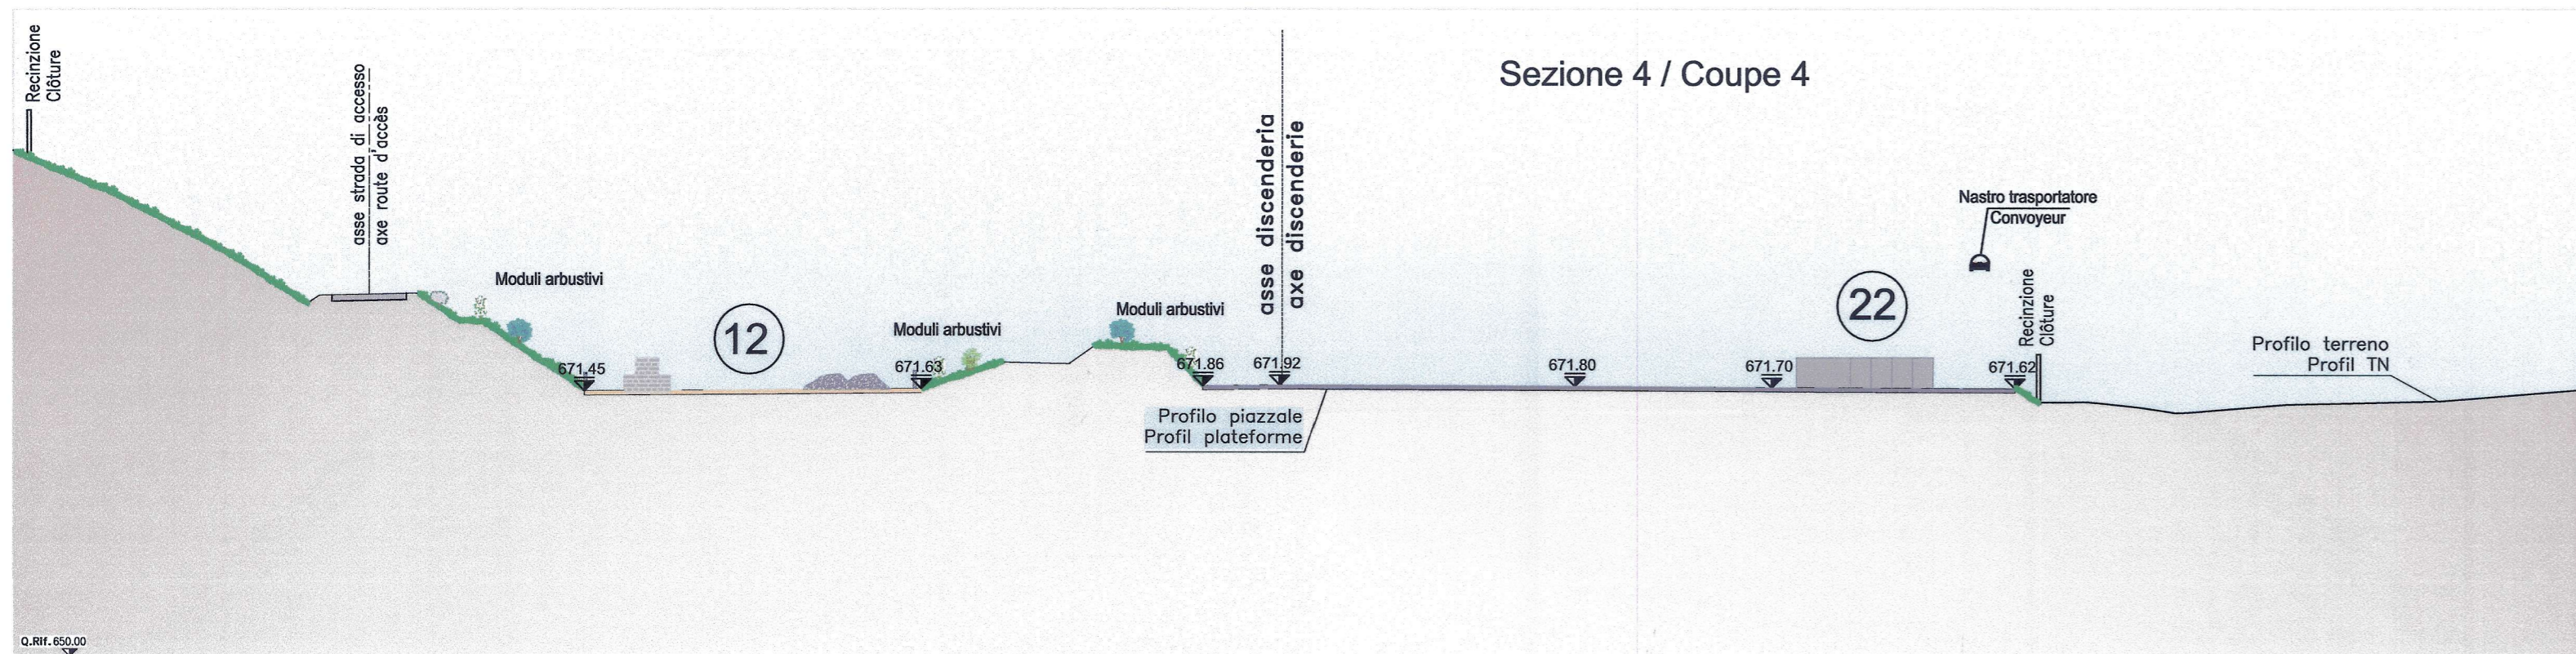 Recinzione
Clôture
asse strada di accesso
axe route d'accès
Moduli arbustivi
671.45
12
Moduli arbustivi
671.63
Moduli arbustivi
671.86
asse discenderia
axe discenderie
671.92
Sezione 4 / Coupe 4
Profilo piazzale
Profil plateforme
671.80
671.70
22
Nastro trasportatore
Convoyeur
Recinzione
Clôture
671.62
Profilo terreno
Profil TN
Q.Rif. 650.00